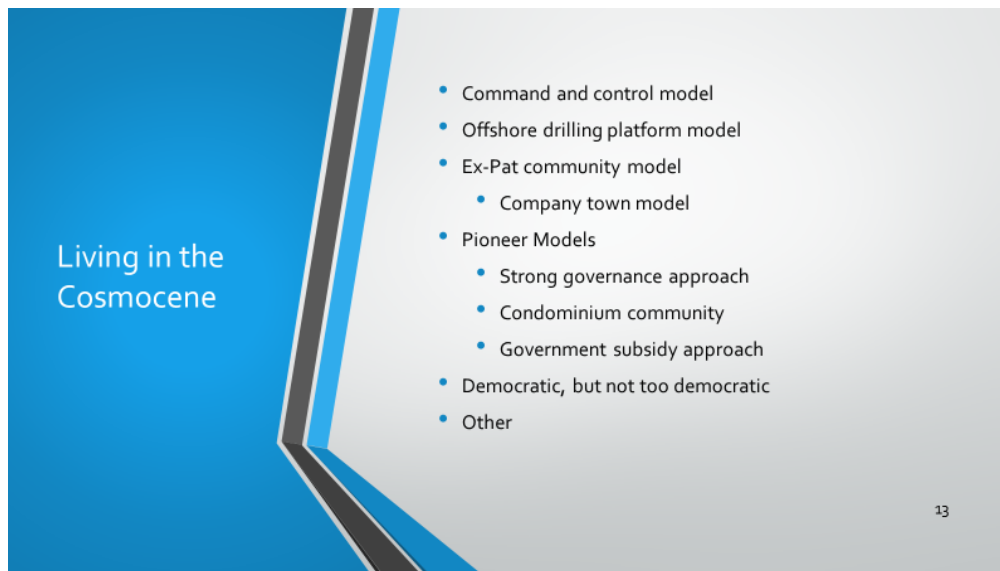 Living in the
Cosmocene
Command and control model
Offshore drilling platform model
Ex-Pat community model
Company town model
Pioneer Models
Strong governance approach
Condominium community
Government subsidy approach
Democratic, but not too democratic
Other
13